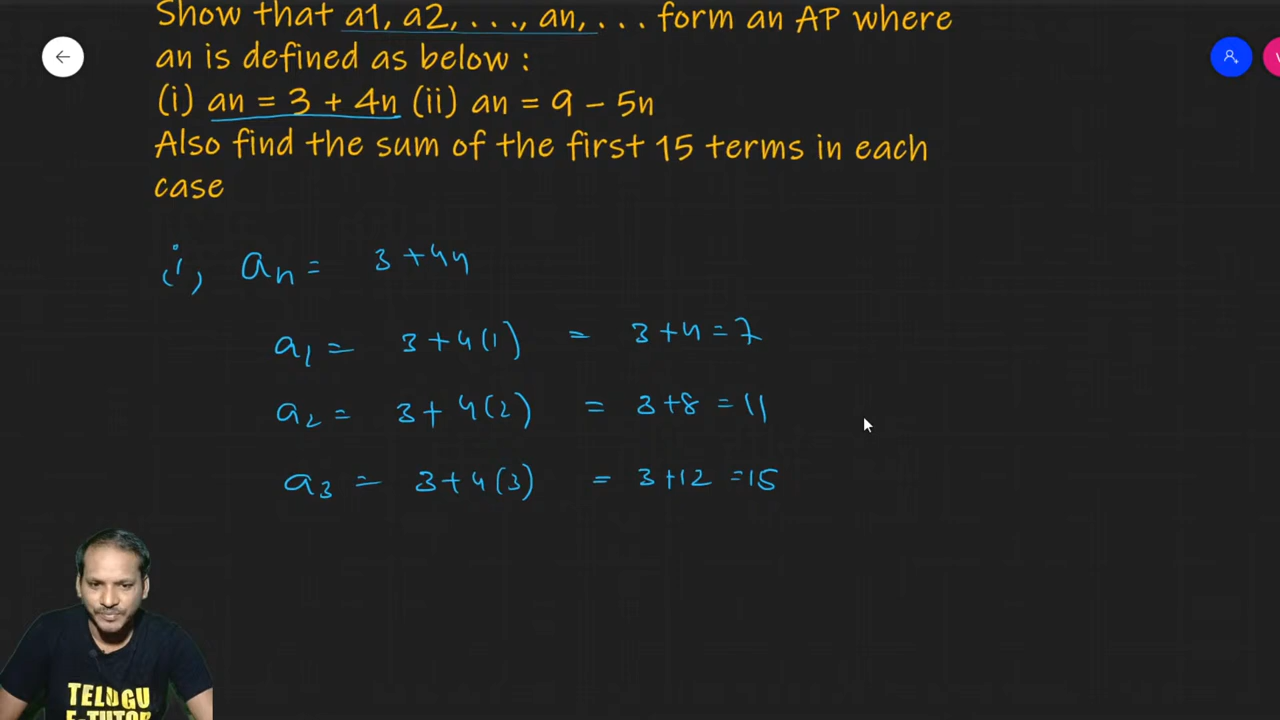 Show that a1, a2, . . ., an, . . . form an AP where
an is defined as below :
(i) an = 3 + 4n (ii) an = 9 – 5n
Also find the sum of the first 15 terms in each
case
(i) an = 3+4n
a1 = 3+4(1) = 3+4=7
a2 = 3+4(2) = 3+8=11
a3 = 3+4(3) = 3+12=15
TELUGU
E-TUTOR